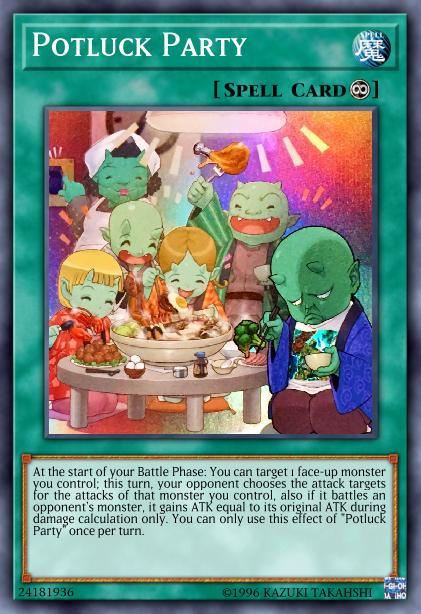 Potluck Party
SPELL
魔
[Spell Card]
At the start of your Battle Phase: You can target 1 face-up monster
you control; this turn, your opponent chooses the attack targets
for the attacks of that monster you control, also if it battles an
opponent's monster, it gains ATK equal to its original ATK during
damage calculation only. You can only use this effect of "Potluck
Party" once per turn.
24181936
©1996 KAZUKI TAKAHSHI